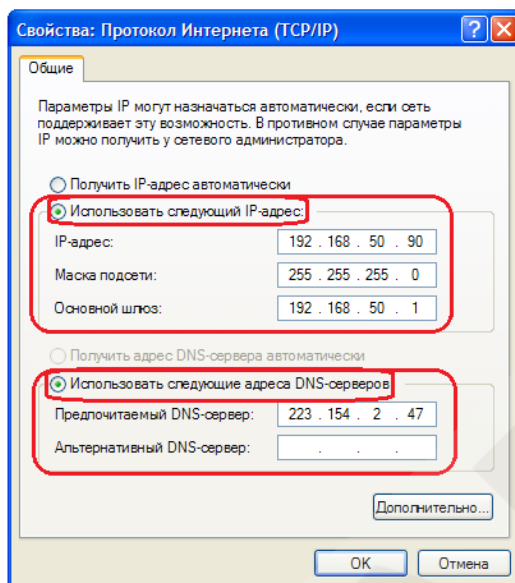 Свойства: Протокол Интернета (TCP/IP)
Общие
Параметры IP могут назначаться автоматически, если сеть
поддерживает эту возможность. В противном случае параметры
IP можно получить у сетевого администратора.
Получить IP-адрес автоматически
Использовать следующий IP-адрес:
IP-адрес: 192 . 168 . 50 . 90
Маска подсети: 255 . 255 . 255 . 0
Основной шлюз: 192 . 168 . 50 . 1
Получить адрес DNS-сервера автоматически
Использовать следующие адреса DNS-серверов
Предпочитаемый DNS-сервер: 223 . 154 . 2 . 47
Альтернативный DNS-сервер: . . .
Дополнительно...
OK Отмена